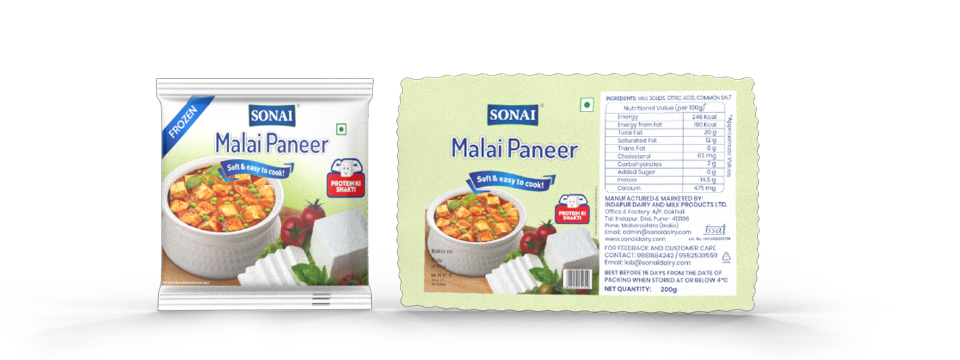 FROZEN
SONAI
Malai Paneer
Soft & easy to cook!
PROTEIN KI
SHAKTI
SONAI
Malai Paneer
Soft & easy to cook!
PROTEIN KI
SHAKTI
Batch no.
M.R.P. ₹
INGREDIENTS: MILK SOLIDS, CITRIC ACID, COMMON SALT
Nutritional Value (per 100g)*
Energy 246 Kcal
Energy from Fat 180 Kcal
Total Fat 20 g
Saturated Fat 12 g
Trans Fat 0 g
Cholesterol 65 mg
Carbohydrates 2 g
Added Sugar 0 g
Protein 14.5 g
Calcium 475 mg
*Approximate Values
MANUFACTURED & MARKETED BY:
INDAPUR DAIRY AND MILK PRODUCTS LTD.
Office & Factory: A/P. Gokhali
Tal: Indapur, Dist. Pune- 413106
Pune, Maharashtra (India)
Email: admin@sonaidairy.com
www.sonaidairy.com
fssai
FOR FEEDBACK AND CUSTOMER CARE
CONTACT: 9881684242 / 95525395
Email: lab@sonaidairy.com
BEST BEFORE 15 DAYS FROM THE DATE OF
PACKING WHEN STORED AT OR BELOW 4°C
NET QUANTITY: 200g